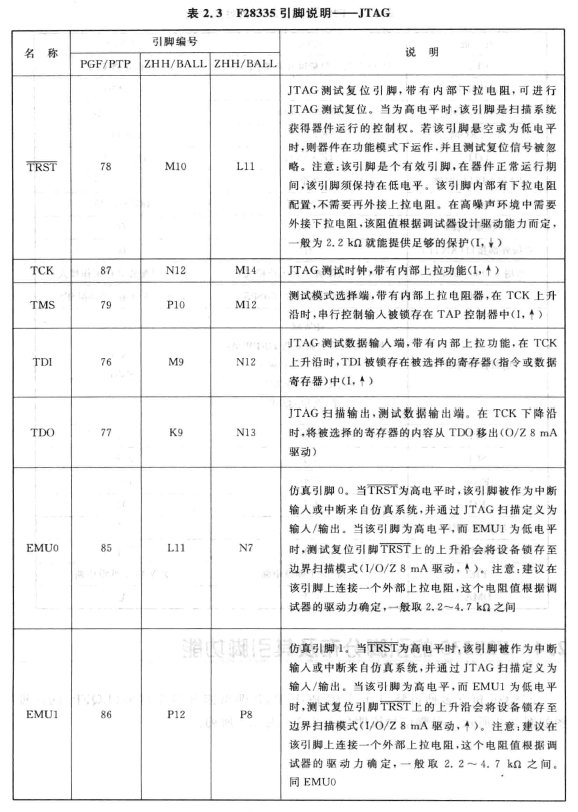 表 2.3 F28335 引脚说明——JTAG
名 称
引脚编号
说 明
PGF/PTP ZHH/BALL ZHH/BALL
TRST 78 M10 L11
JTAG 测试复位引脚,带有内部下拉电阻,可进行
JTAG 测试复位。当为高电平时,该引脚是扫描系统
获得器件运行的控制权。若该引脚悬空或为低电平
时,则器件在功能模式下运作,并且测试复位信号被忽
略。注意:该引脚是个有效引脚,在器件正常运行期
间,该引脚须保持在低电平。该引脚内部有下拉电阻
配置,不需要再外接上拉电阻。在高噪声环境中需要
外接下拉电阻,该阻值根据调试器设计驱动能力而定,
一般为 2.2 kΩ 就能提供足够的保护(I,↓)
TCK 87 N12 M14 JTAG 测试时钟,带有内部上拉功能(I,↑)
TMS 79 P10 M12
测试模式选择端,带有内部上拉电阻器,在 TCK 上升
沿时,串行控制输入被锁存在 TAP 控制器中(I,↑)
TDI 76 M9 N12
JTAG 测试数据输入端,带有内部上拉功能,在 TCK
上升沿时,TDI 被锁存在被选择的寄存器(指令或数据
寄存器)中(I,↑)
TDO 77 K9 N13
JTAG 扫描输出,测试数据输出端。在 TCK 下降沿
时,将被选择的寄存器的内容从 TDO 移出(O/Z 8 mA
驱动)
EMU0 85 L11 N7
仿真引脚 0。当TRST为高电平时,该引脚被作为中断
输入或中断来自仿真系统,并通过 JTAG 扫描定义为
输入/输出。当该引脚为高电平,而 EMU1 为低电平
时,测试复位引脚 TRST上的上升沿会将设备锁存至
边界扫描模式(I/O/Z 8 mA 驱动,↑)。注意:建议在
该引脚上连接一个外部上拉电阻,这个电阻值根据调
试器的驱动力确定,一般取 2.2~4.7 kΩ 之间
EMU1 86 P12 P8
仿真引脚 1。当TRST为高电平时,该引脚被作为中断
输入或中断来自仿真系统,并通过 JTAG 扫描定义为
输入/输出。当该引脚为高电平,而 EMU1 为低电平
时,测试复位引脚 TRST上的上升沿会将设备锁存至
边界扫描模式(I/O/Z 8 mA 驱动,↑)。注意:建议在
该引脚上连接一个外部上拉电阻,这个电阻值根据调
试器的驱动力确定,一般取 2.2~4.7 kΩ 之间。
同 EMU0